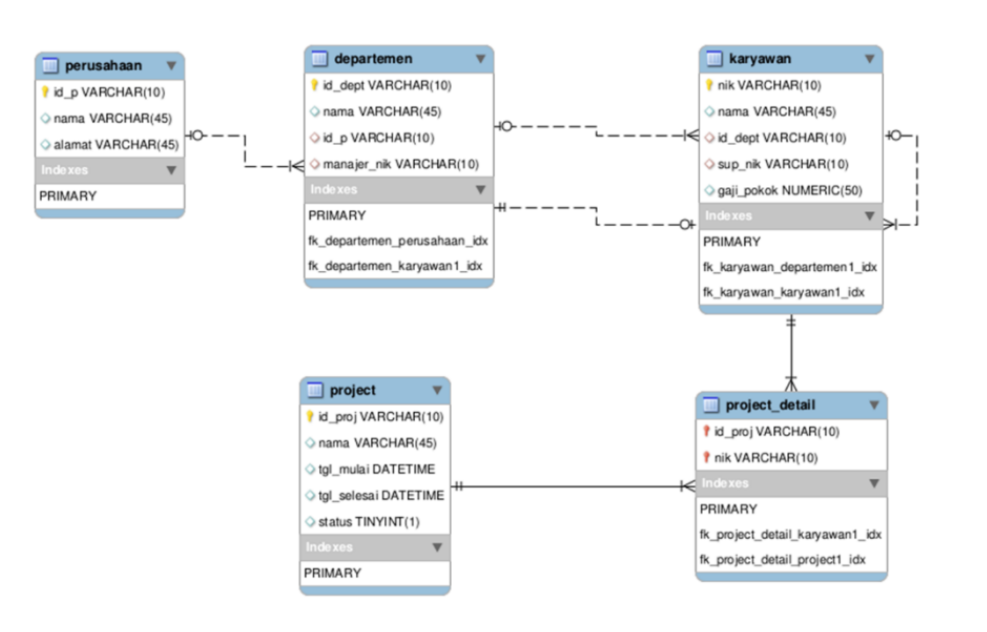 perusahaan
id_p VARCHAR(10)
nama VARCHAR(45)
alamat VARCHAR(45)
Indexes
PRIMARY
departemen
id_dept VARCHAR(10)
nama VARCHAR(45)
id_p VARCHAR(10)
manajer_nik VARCHAR(10)
Indexes
PRIMARY
fk_departemen_perusahaan_idx
fk_departemen_karyawan1_idx
karyawan
nik VARCHAR(10)
nama VARCHAR(45)
id_dept VARCHAR(10)
sup_nik VARCHAR(10)
gaji_pokok NUMERIC(50)
Indexes
PRIMARY
fk_karyawan_departemen1_idx
fk_karyawan_karyawan1_idx
project
id_proj VARCHAR(10)
nama VARCHAR(45)
tgl_mulai DATETIME
tgl_selesai DATETIME
status TINYINT(1)
Indexes
PRIMARY
project_detail
id_proj VARCHAR(10)
nik VARCHAR(10)
Indexes
PRIMARY
fk_project_detail_karyawan1_idx
fk_project_detail_project1_idx